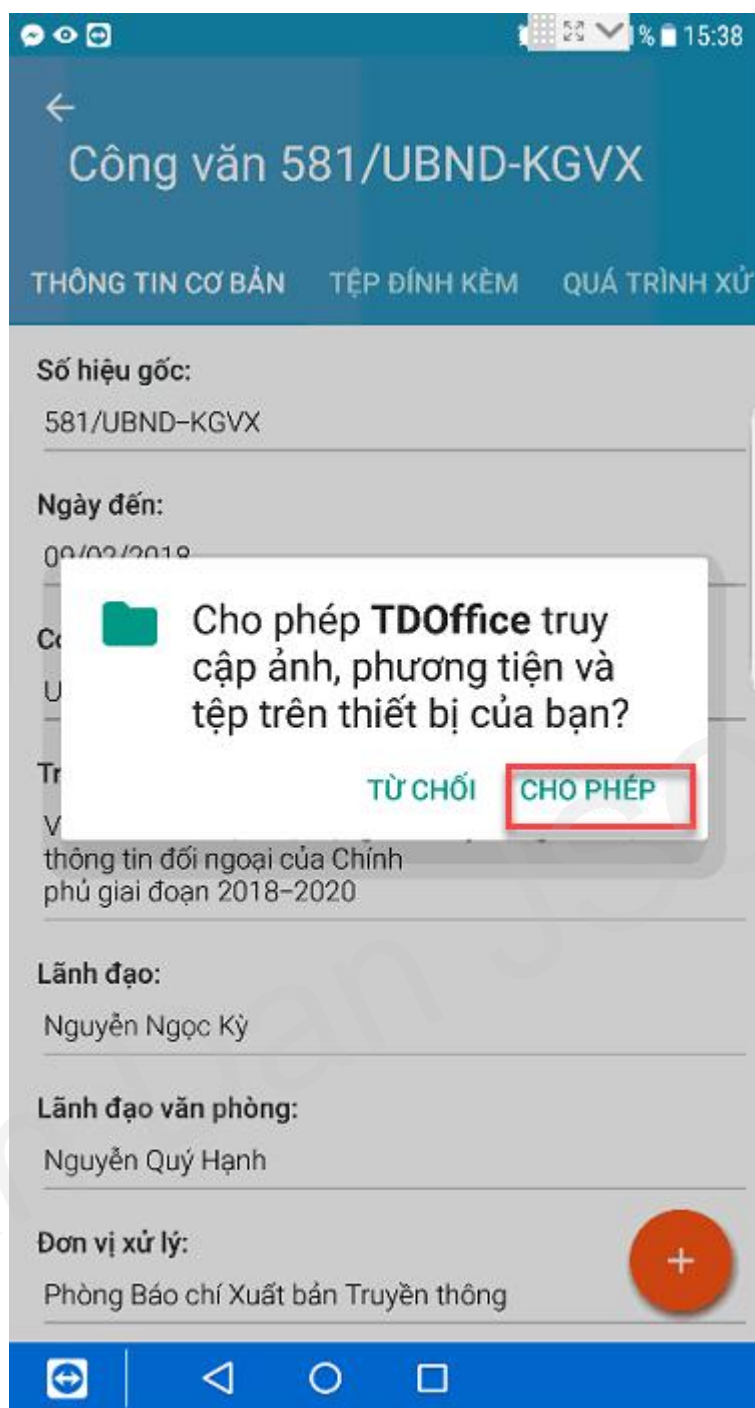 % 15:38
Công văn 581/UBND-KGVX
THÔNG TIN CƠ BẢN TỆP ĐÍNH KÈM QUÁ TRÌNH XỬ
Số hiệu gốc:
581/UBND-KGVX
Ngày đến:
09/02/2018
Cho phép TDOffice truy
cập ảnh, phương tiện và
tệp trên thiết bị của bạn?
TỪ CHỐI CHO PHÉP
thông tin đối ngoại của Chính
phủ giai đoạn 2018-2020
Lãnh đạo:
Nguyễn Ngọc Kỳ
Lãnh đạo văn phòng:
Nguyễn Quý Hạnh
Đơn vị xử lý:
Phòng Báo chí Xuất bản Truyền thông